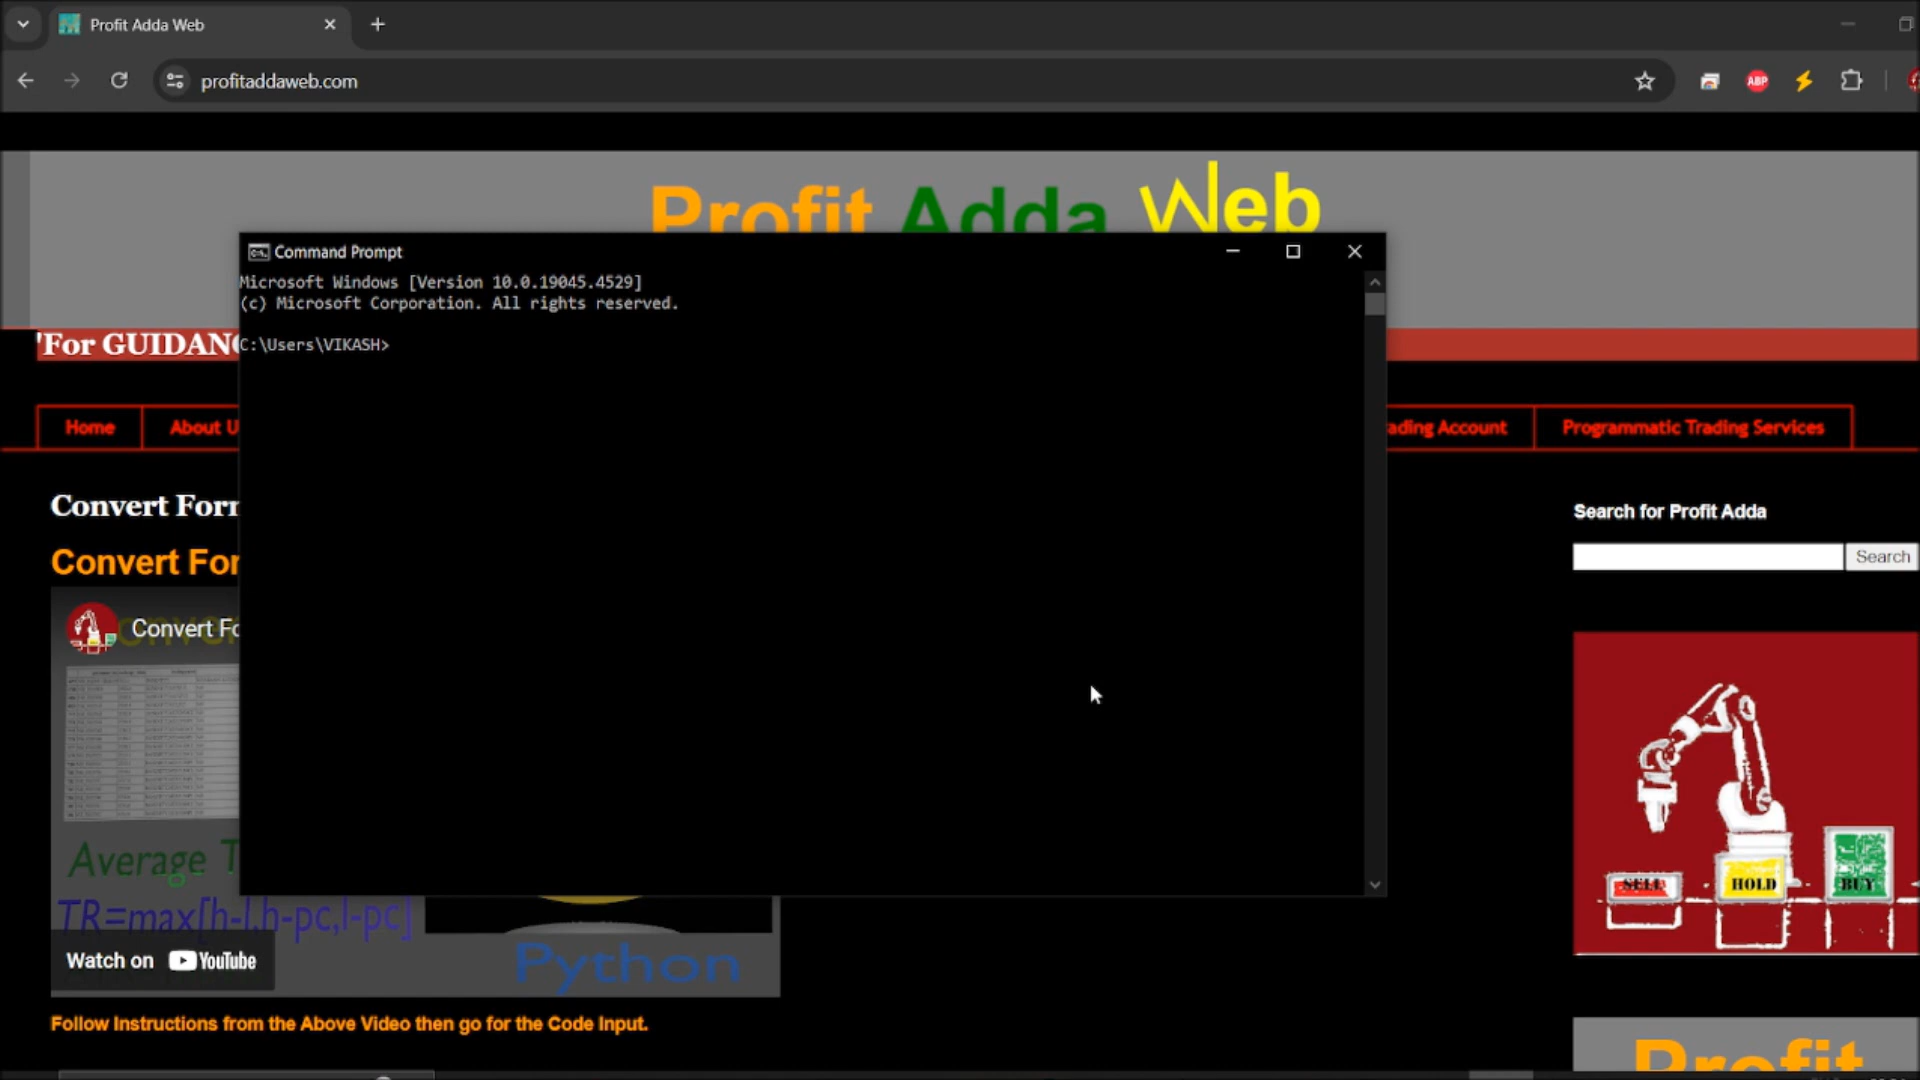 Profit Adda Web
profitaddaweb.com
ABP
Profit Adda Web
Command Prompt
Microsoft Windows [Version 10.0.19045.4529]
(c) Microsoft Corporation. All rights reserved.
'For GUIDANC
C:\Users\VIKASH>
Home
About U
ading Account
Programmatic Trading Services
Convert For
Search for Profit Adda
Convert For
Search
Convert Fo
SELL
HOLD
BUY
Average T
TR=max[h-l,h-pc,l-pc]
Watch on YouTube
Python
Follow Instructions from the Above Video then go for the Code Input.
Profit